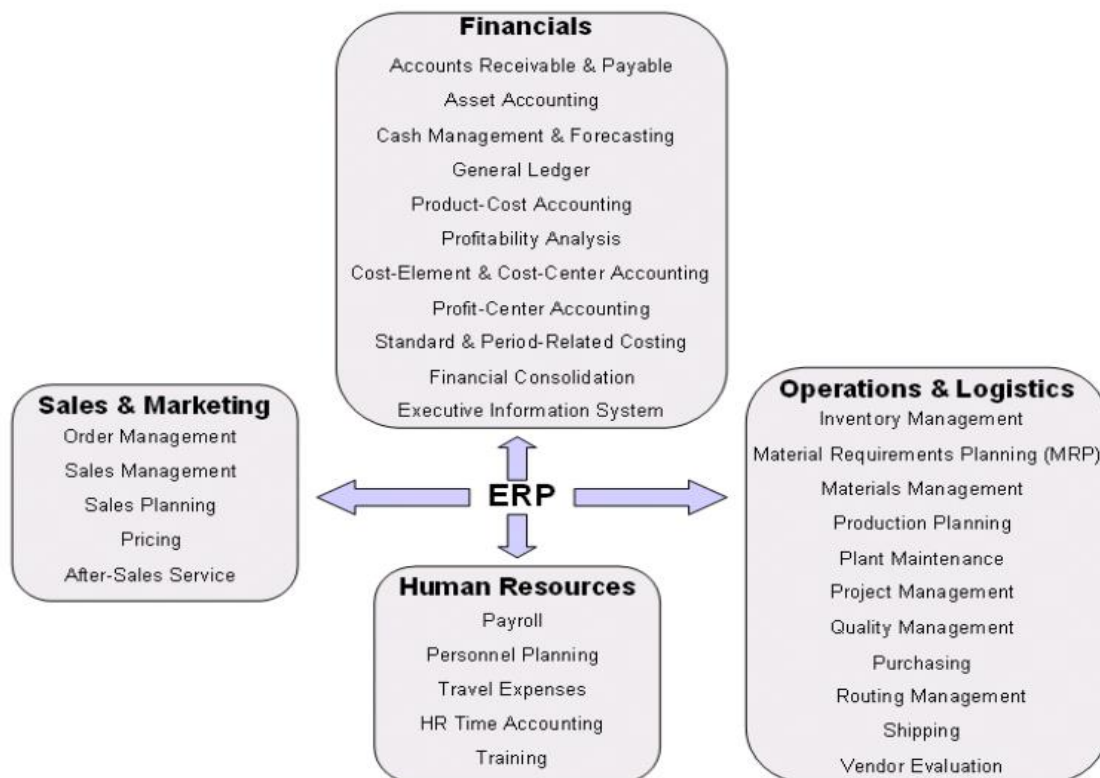 Financials
Accounts Receivable & Payable
Asset Accounting
Cash Management & Forecasting
General Ledger
Product-Cost Accounting
Profitability Analysis
Cost-Element & Cost-Center Accounting
Profit-Center Accounting
Standard & Period-Related Costing
Financial Consolidation
Executive Information System
Sales & Marketing
Order Management
Sales Management
Sales Planning
Pricing
After-Sales Service
ERP
Operations & Logistics
Inventory Management
Material Requirements Planning (MRP)
Materials Management
Production Planning
Plant Maintenance
Project Management
Quality Management
Purchasing
Routing Management
Shipping
Vendor Evaluation
Human Resources
Payroll
Personnel Planning
Travel Expenses
HR Time Accounting
Training